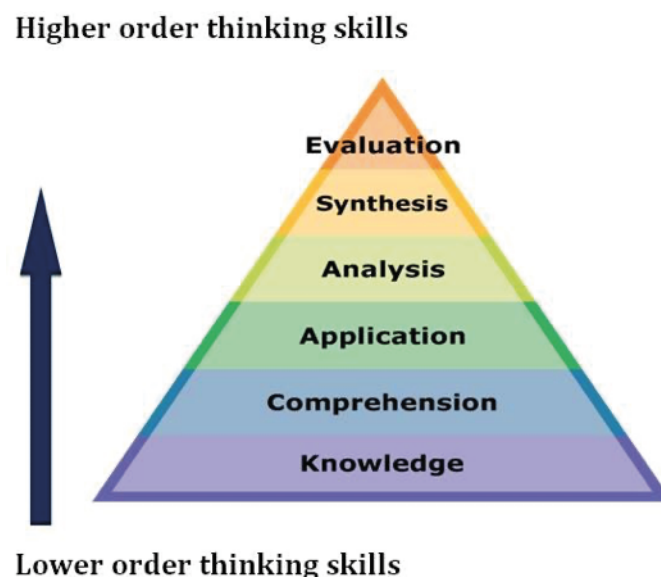 Higher order thinking skills
Evaluation
Synthesis
Analysis
Application
Comprehension
Knowledge
Lower order thinking skills